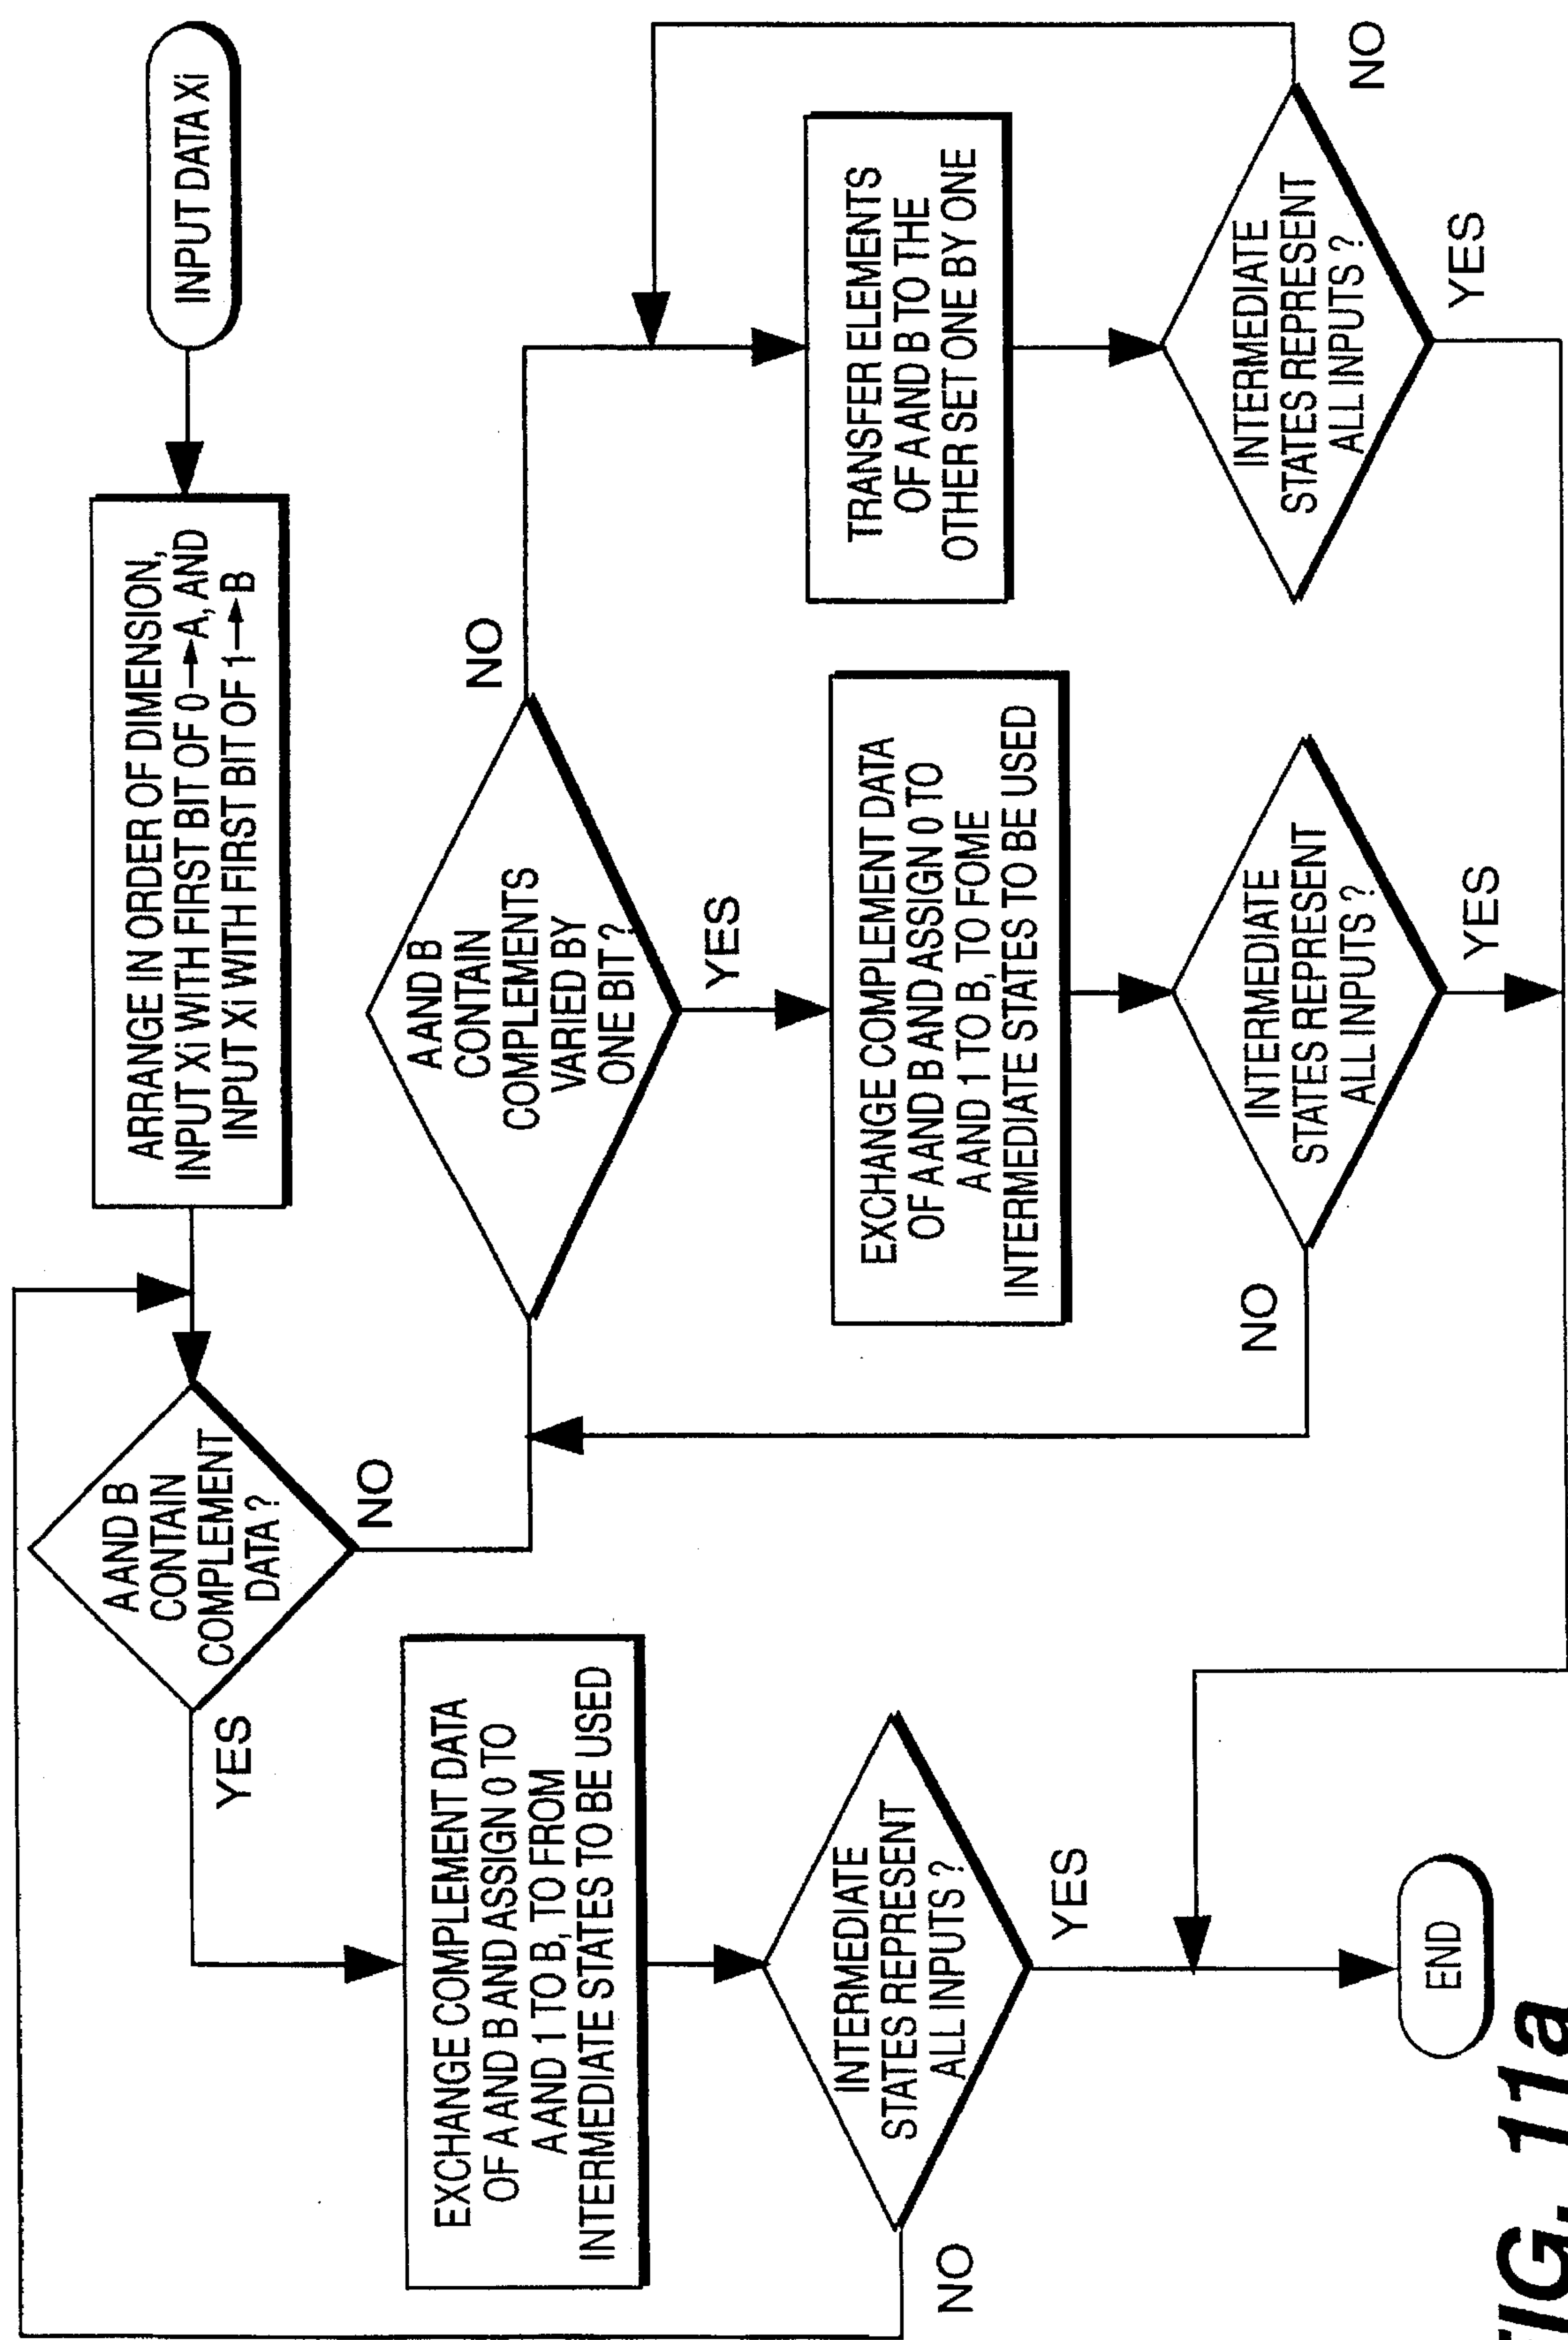 INPUT DATA Xi
ARRANGE IN ORDER OF DIMENSION,
INPUT Xi WITH FIRST BIT OF 0→A, AND
INPUT Xi WITH FIRST BIT OF 1→B
A AND B
CONTAIN
COMPLEMENT
DATA ?
YES
NO
EXCHANGE COMPLEMENT DATA
OF A AND B AND ASSIGN 0 TO
A AND 1 TO B, TO FROM
INTERMEDIATE STATES TO BE USED
INTERMEDIATE
STATES REPRESENT
ALL INPUTS ?
NO
YES
A AND B
CONTAIN
COMPLEMENTS
VARIED BY
ONE BIT ?
NO
YES
EXCHANGE COMPLEMENT DATA
OF A AND B AND ASSIGN 0 TO
A AND 1 TO B, TO FOME
INTERMEDIATE STATES TO BE USED
INTERMEDIATE
STATES REPRESENT
ALL INPUTS ?
NO
YES
TRANSFER ELEMENTS
OF A AND B TO THE
OTHER SET ONE BY ONE
INTERMEDIATE
STATES REPRESENT
ALL INPUTS ?
NO
YES
END
FIG. 11a